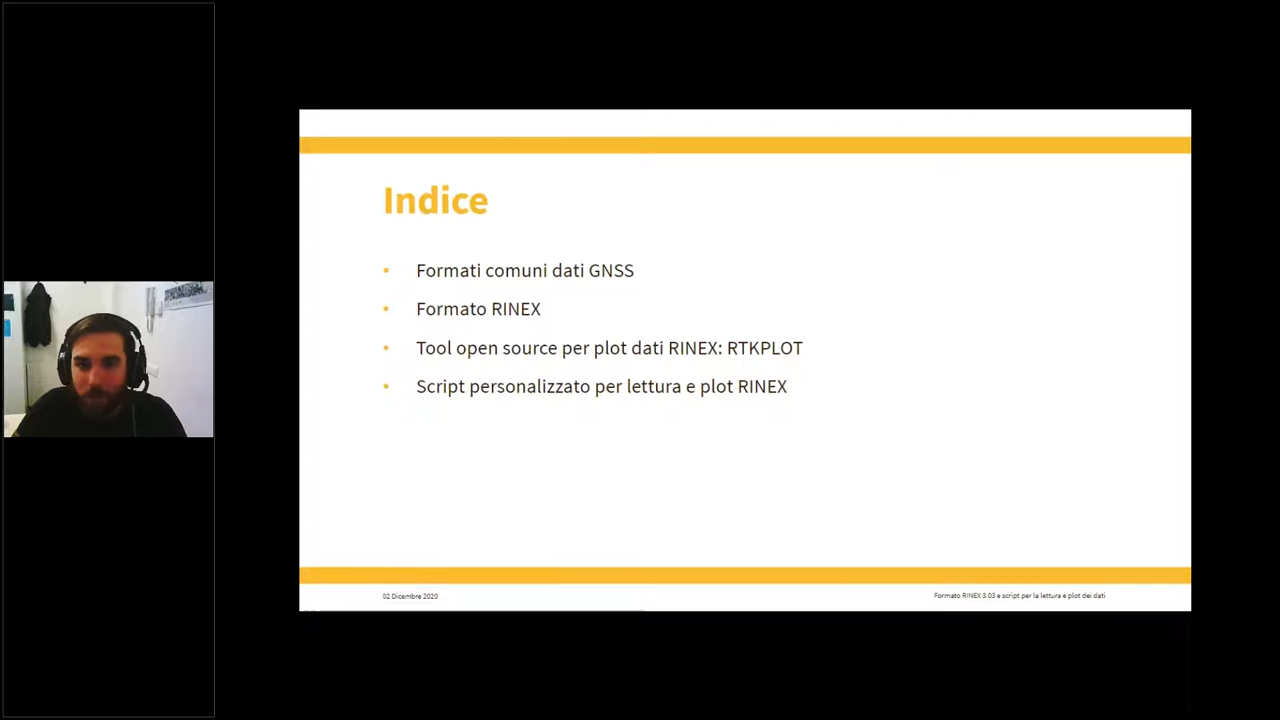 Indice
• Formati comuni dati GNSS
• Formato RINEX
• Tool open source per plot dati RINEX: RTKPLOT
• Script personalizzato per lettura e plot RINEX
02 Dicembre 2020
Formato RINEX 3.03 e script per la lettura e plot dei dati